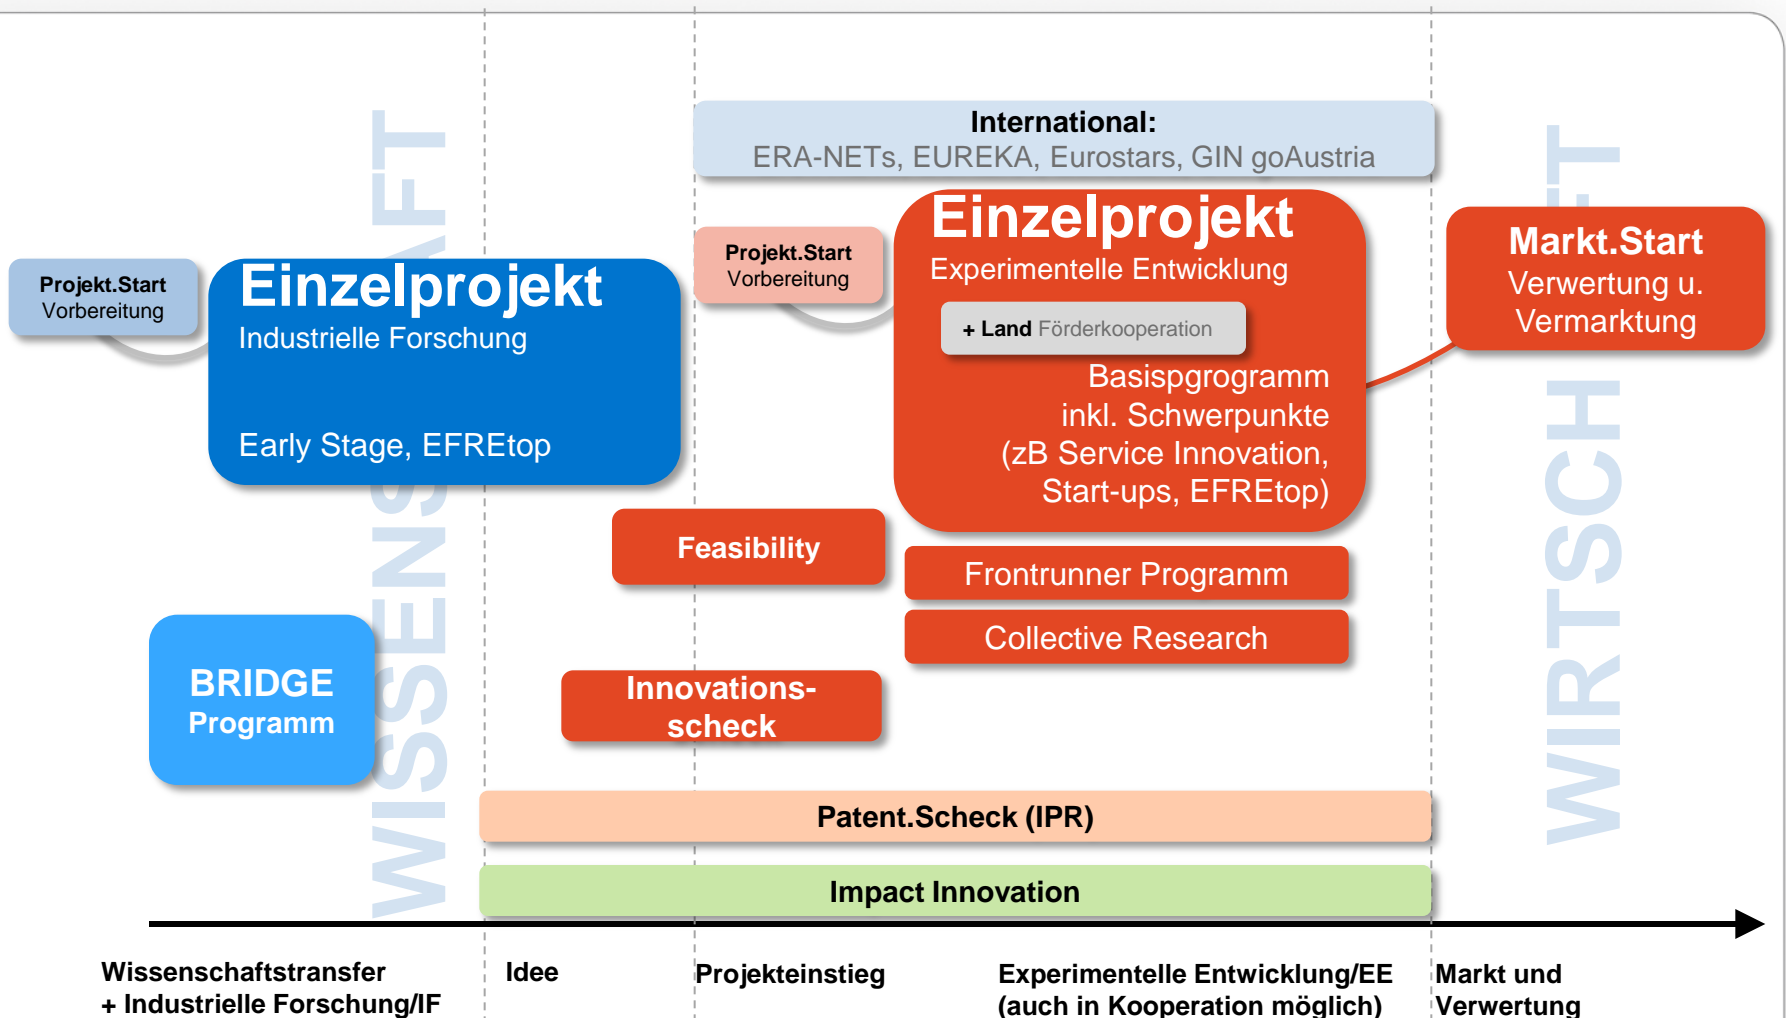 International:
ERA-NETs, EUREKA, Eurostars, GIN goAustria
Projekt.Start
Vorbereitung
Einzelprojekt
Industrielle Forschung
Early Stage, EFREtop
Projekt.Start
Vorbereitung
Einzelprojekt
Experimentelle Entwicklung
+ Land Förderkooperation
Basispgrogramm
inkl. Schwerpunkte
(zB Service Innovation,
Start-ups, EFREtop)
Markt.Start
Verwertung u.
Vermarktung
Feasibility
Frontrunner Programm
Collective Research
BRIDGE
Programm
Innovations-
scheck
Patent.Scheck (IPR)
Impact Innovation
WISSENSCHAFT
WIRTSCHAFT
Wissenschaftstransfer
+ Industrielle Forschung/IF
Idee
Projekteinstieg
Experimentelle Entwicklung/EE
(auch in Kooperation möglich)
Markt und
Verwertung